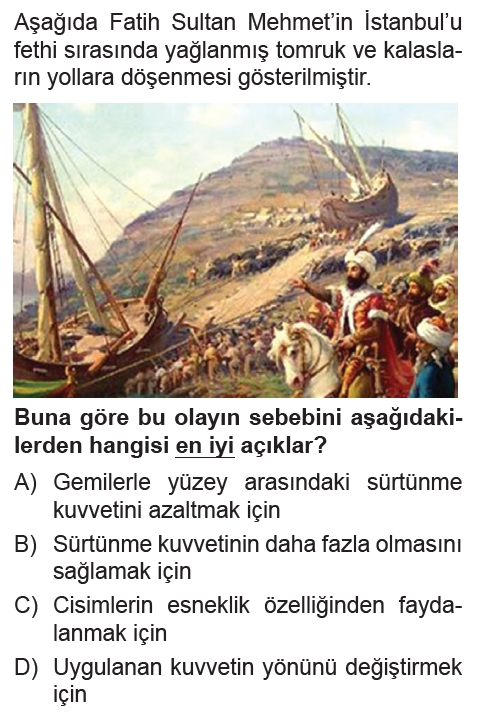 Aşağıda Fatih Sultan Mehmet’in İstanbul’u
fethi sırasında yağlanmış tomruk ve kalasla-
rın yollara döşenmesi gösterilmiştir.
Buna göre bu olayın sebebini aşağıdaki-
lerden hangisi en iyi açıklar?
A) Gemilerle yüzey arasındaki sürtünme
kuvvetini azaltmak için
B) Sürtünme kuvvetinin daha fazla olmasını
sağlamak için
C) Cisimlerin esneklik özelliğinden fayda-
lanmak için
D) Uygulanan kuvvetin yönünü değiştirmek
için